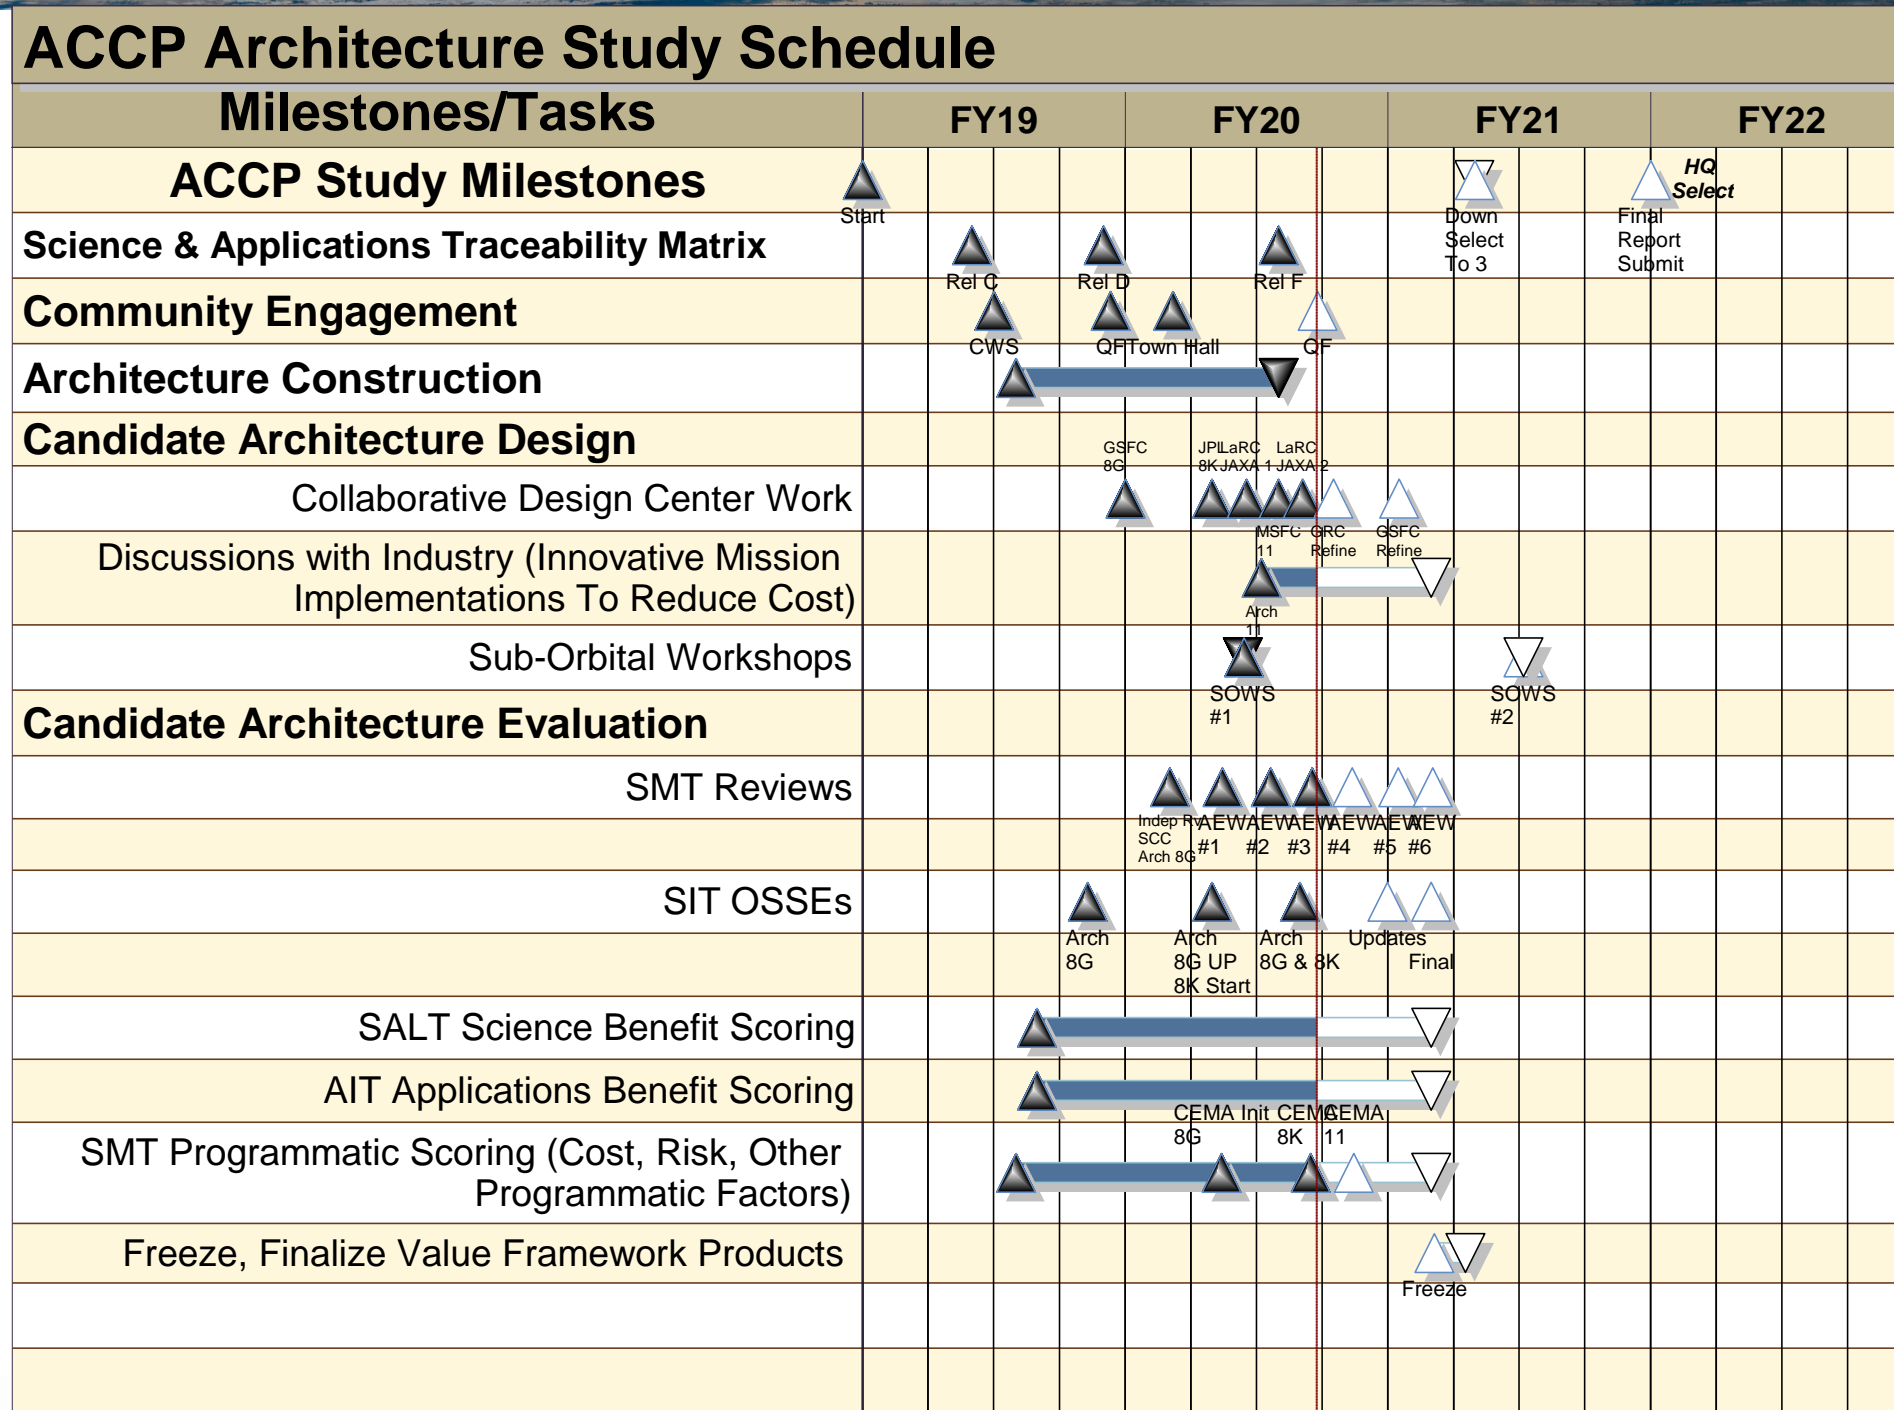 ACCP Architecture Study Schedule
Milestones/Tasks FY19 FY20 FY21 FY22
ACCP Study Milestones
HQ
Select
Start
Down
Select
To 3
Final
Report
Submit
Science & Applications Traceability Matrix
Rel C Rel D Rel F
Community Engagement
CWS QF Town Hall QF
Architecture Construction
Candidate Architecture Design
GSFC
8G
JPL
8K
LaRC
JAXA 1
LaRC
JAXA 2
Collaborative Design Center Work
MSFC
11
GRC
Refine
GSFC
Refine
Discussions with Industry (Innovative Mission
Implementations To Reduce Cost)
Arch
11
Sub-Orbital Workshops
SOWS
#1
SOWS
#2
Candidate Architecture Evaluation
SMT Reviews
Indep Rv
SCC
Arch 8G
AEW
#1
AEW
#2
AEW
#3
AEW
#4
AEW
#5
AEW
#6
SIT OSSEs
Arch
8G
Arch
8G UP
8K Start
Arch
8G & 8K
Updates
Final
SALT Science Benefit Scoring
AIT Applications Benefit Scoring
CEMA Init
8G
CEMA
8K
CEMA
11
SMT Programmatic Scoring (Cost, Risk, Other
Programmatic Factors)
Freeze, Finalize Value Framework Products
Freeze